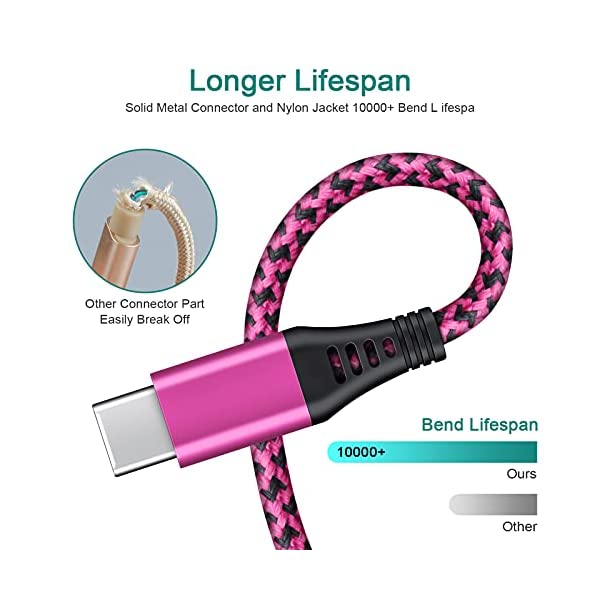 Longer Lifespan
Solid Metal Connector and Nylon Jacket 10000+ Bend L ifespa
Other Connector Part
Easily Break Off
Bend Lifespan
10000+
Ours
Other